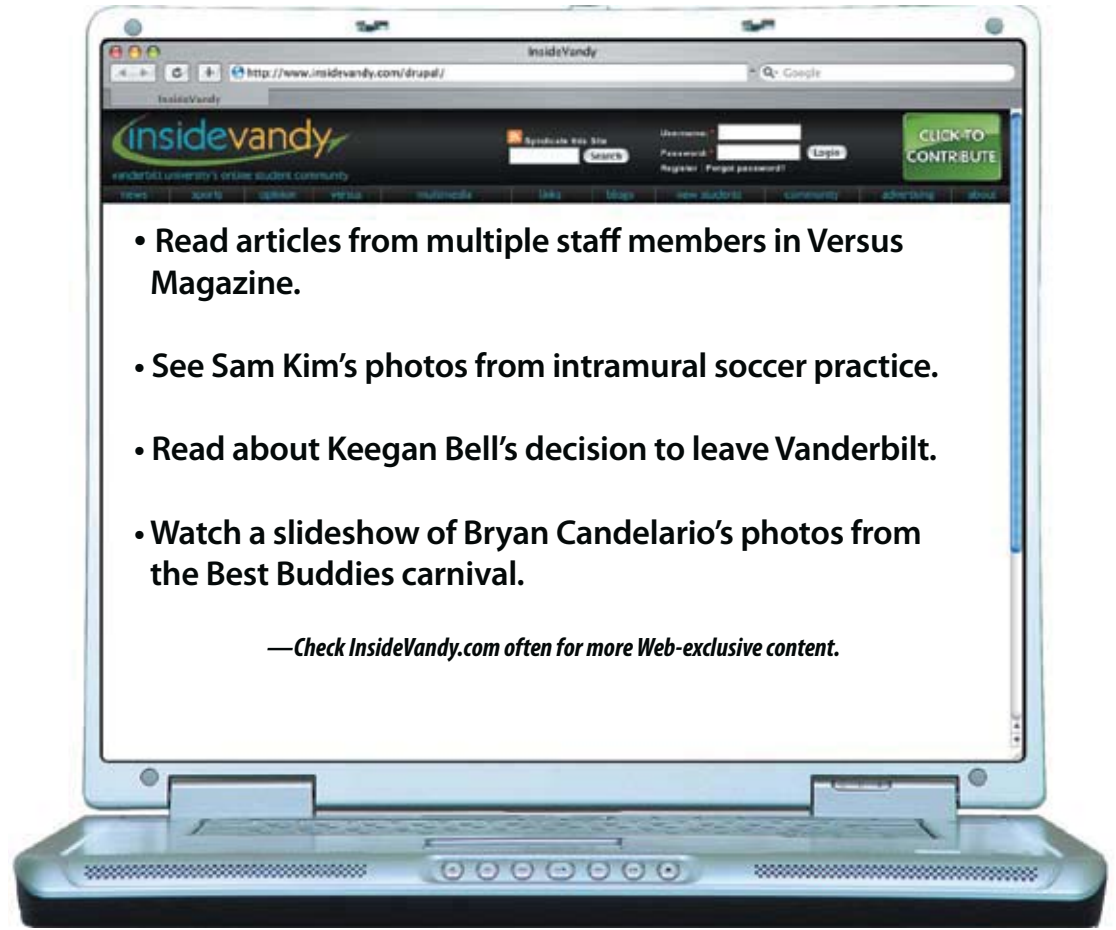 InsideVandy
http://www.insidevandy.com/drupal/
Google
InsideVandy
insidevandy
vanderbilt university's online student community
Syndicate this Site
Search
Username: *
Password: *
Login
Register | Forgot password?
CLICK TO
CONTRIBUTE
news sports opinion versus multimedia links blogs new students community advertising about
• Read articles from multiple staff members in Versus
Magazine.
• See Sam Kim’s photos from intramural soccer practice.
• Read about Keegan Bell’s decision to leave Vanderbilt.
• Watch a slideshow of Bryan Candelario’s photos from
the Best Buddies carnival.
—Check InsideVandy.com often for more Web-exclusive content.